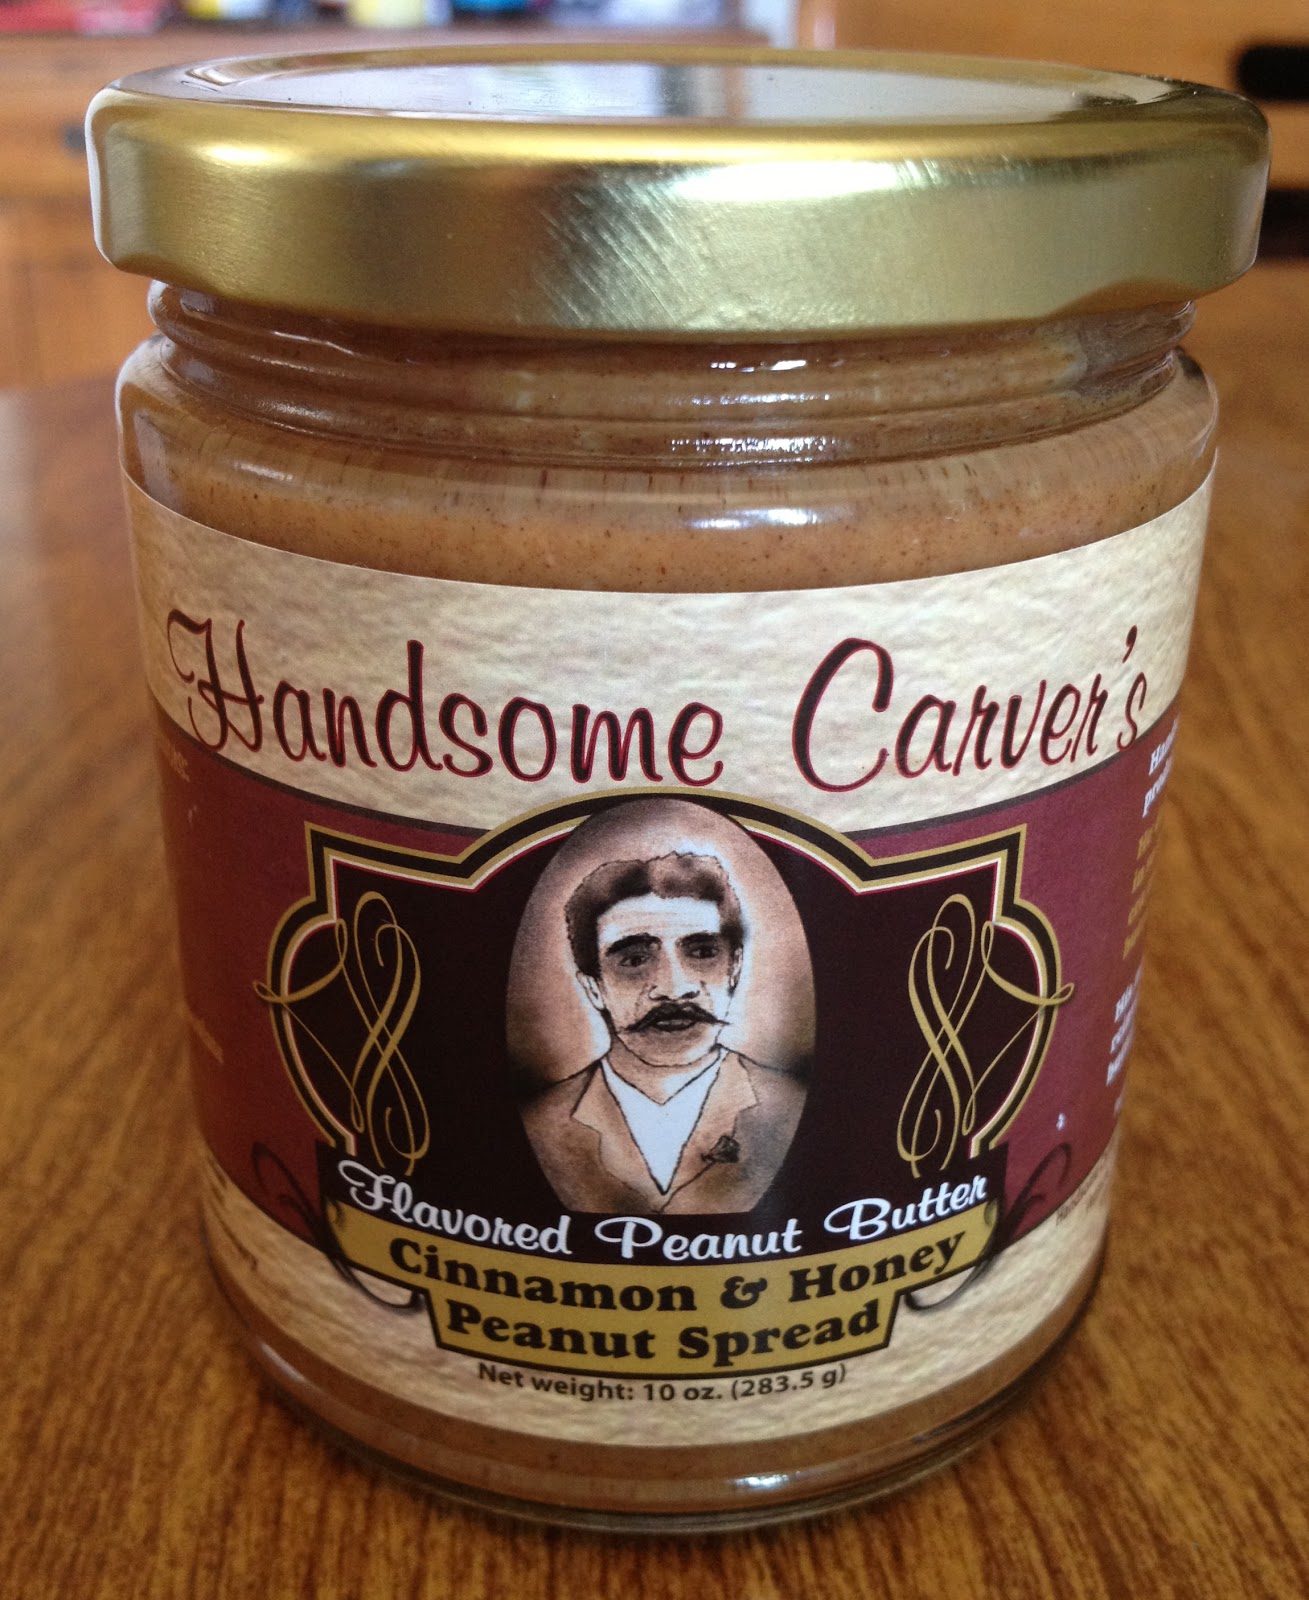 Handsome Carver's
Flavored Peanut Butter
Cinnamon & Honey
Peanut Spread
Net weight: 10 oz. (283.5 g)